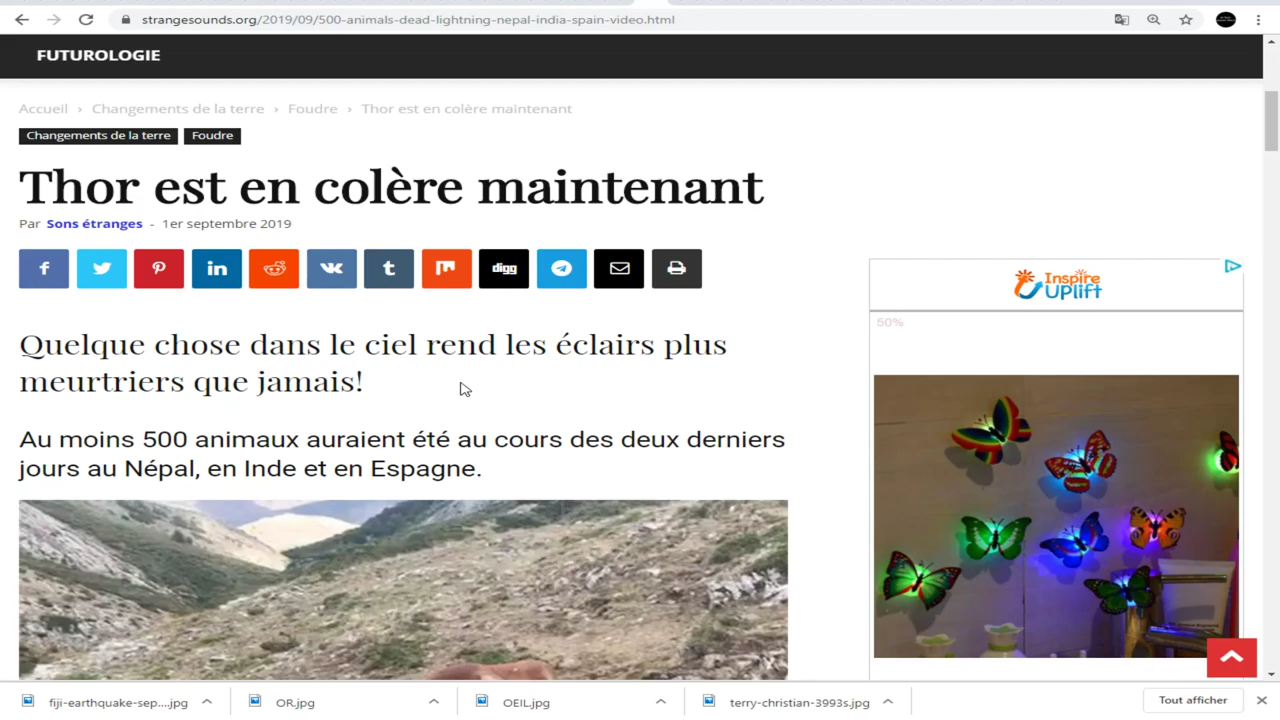 strangesounds.org/2019/09/500-animals-dead-lightning-nepal-india-spain-video.html
FUTUROLOGIE
Accueil › Changements de la terre › Foudre › Thor est en colère maintenant
Changements de la terre Foudre
Thor est en colère maintenant
Par Sons étranges - 1er septembre 2019
digg
Inspire
Uplift
50%
Quelque chose dans le ciel rend les éclairs plus
meurtriers que jamais!
Au moins 500 animaux auraient été au cours des deux derniers
jours au Népal, en Inde et en Espagne.
fiji-earthquake-sep....jpg OR.jpg OEIL.jpg terry-christian-3993s.jpg Tout afficher